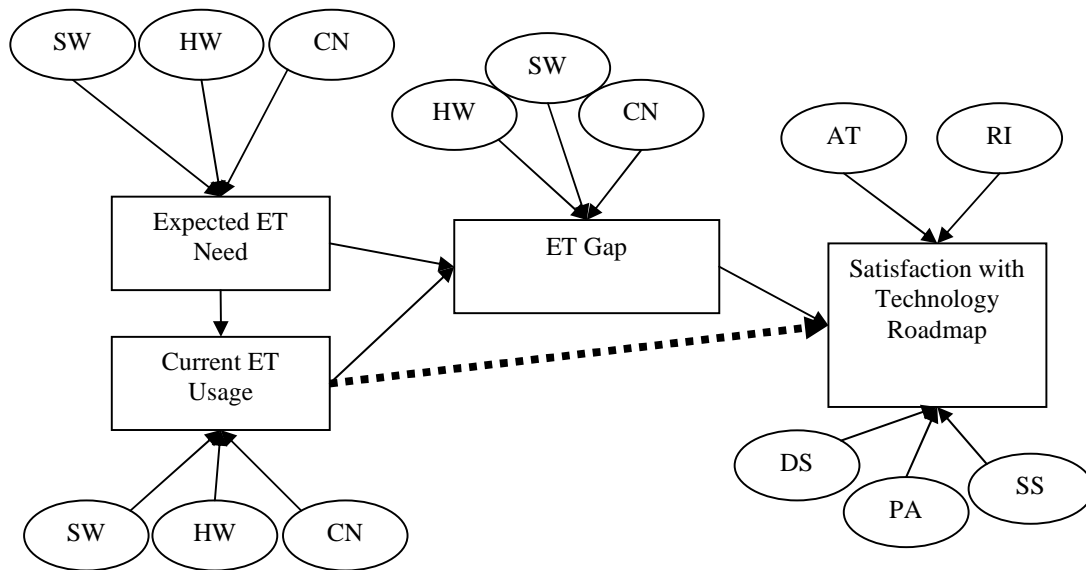 SW
HW
CN
SW
HW
CN
AT
RI
Expected ET
Need
ET Gap
Satisfaction with
Technology
Roadmap
Current ET
Usage
DS
SS
PA
SW
HW
CN